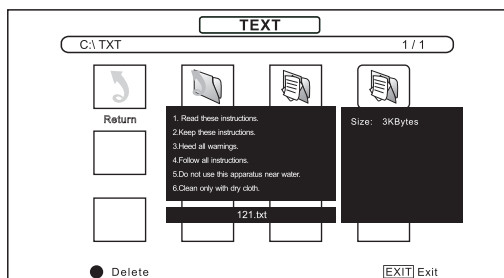 TEXT
C:\ TXT 1 / 1
Return
1. Read these instructions.
2.Keep these instructions.
3.Heed all warnings.
4.Follow all instructions.
5.Do not use this apparatus near water.
6.Clean only with dry cloth.
Size: 3KBytes
121.txt
Delete
EXIT Exit